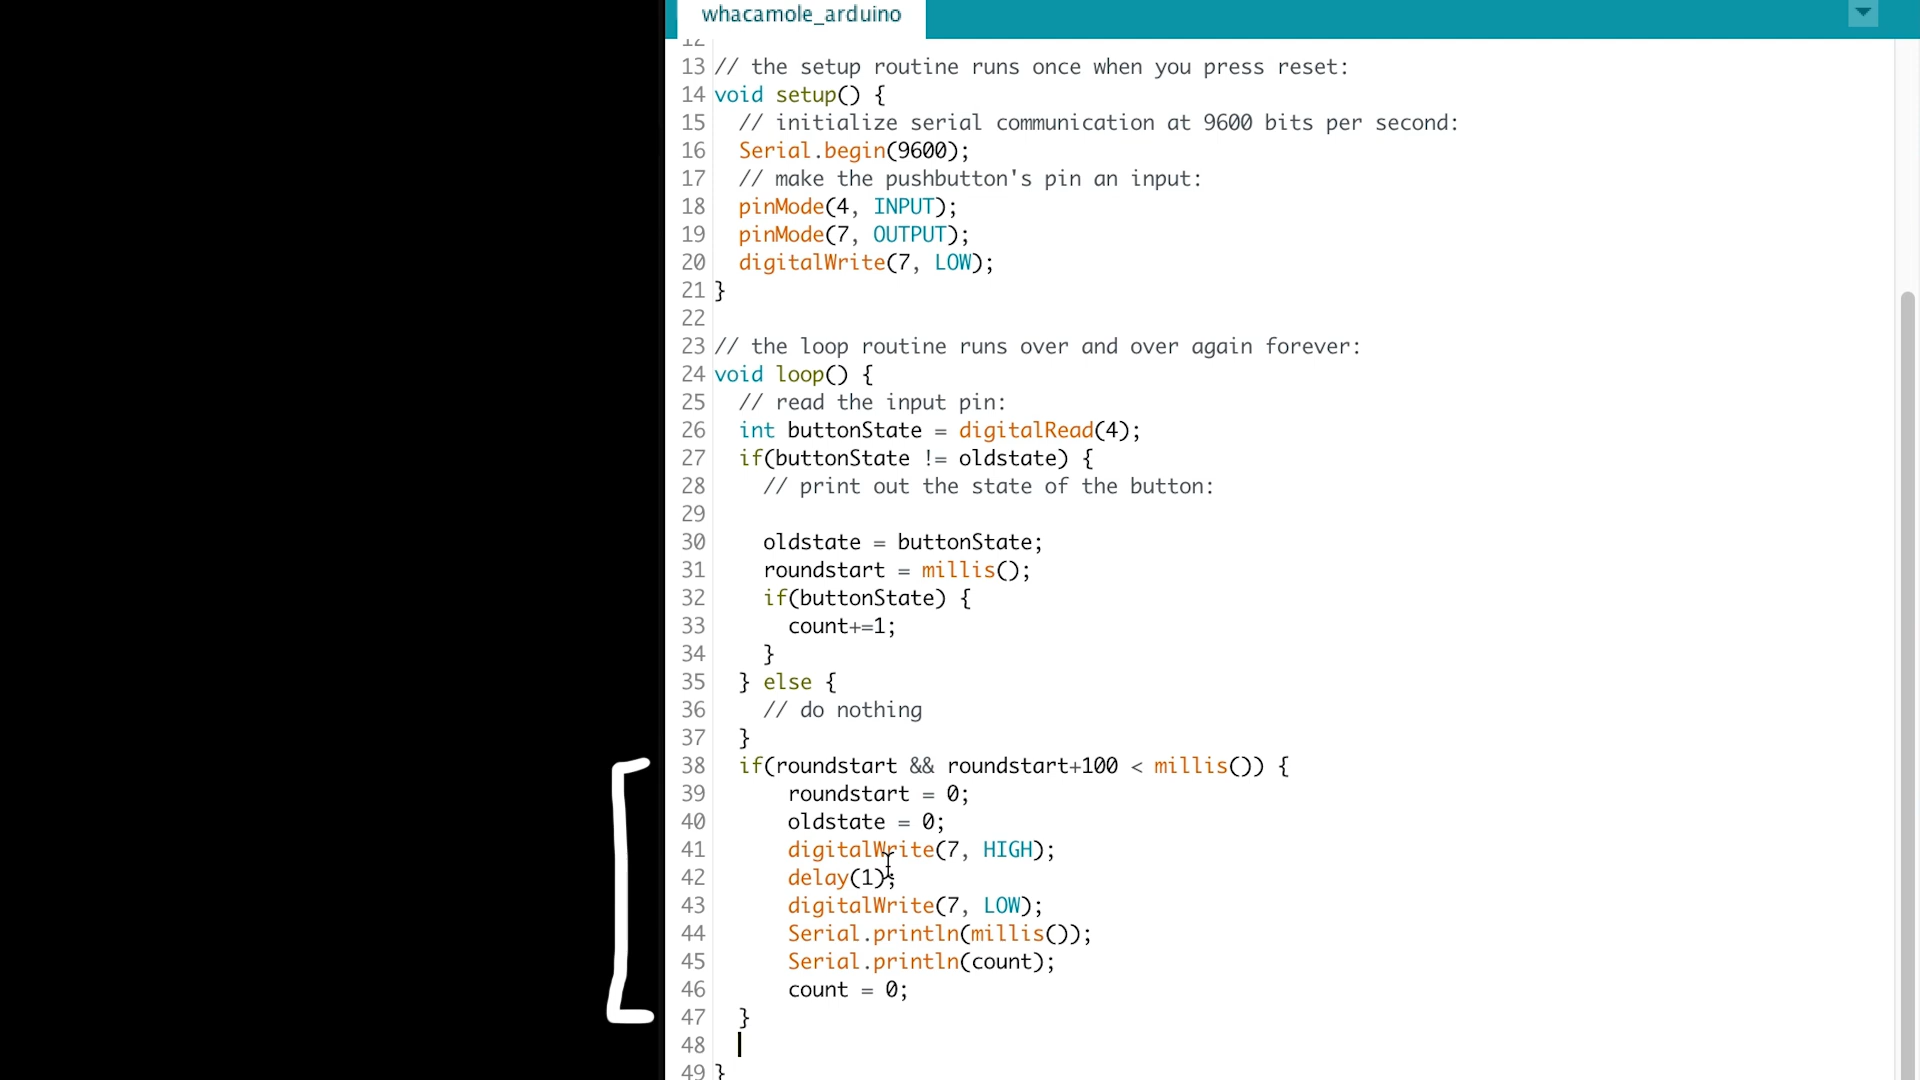 whacamole_arduino
12
13 // the setup routine runs once when you press reset:
14 void setup() {
15 // initialize serial communication at 9600 bits per second:
16 Serial.begin(9600);
17 // make the pushbutton's pin an input:
18 pinMode(4, INPUT);
19 pinMode(7, OUTPUT);
20 digitalWrite(7, LOW);
21 }
22
23 // the loop routine runs over and over again forever:
24 void loop() {
25 // read the input pin:
26 int buttonState = digitalRead(4);
27 if(buttonState != oldstate) {
28 // print out the state of the button:
29
30 oldstate = buttonState;
31 roundstart = millis();
32 if(buttonState) {
33 count+=1;
34 }
35 } else {
36 // do nothing
37 }
38 if(roundstart && roundstart+100 < millis()) {
39 roundstart = 0;
40 oldstate = 0;
41 digitalWrite(7, HIGH);
42 delay(1);
43 digitalWrite(7, LOW);
44 Serial.println(millis());
45 Serial.println(count);
46 count = 0;
47 }
48
49 }